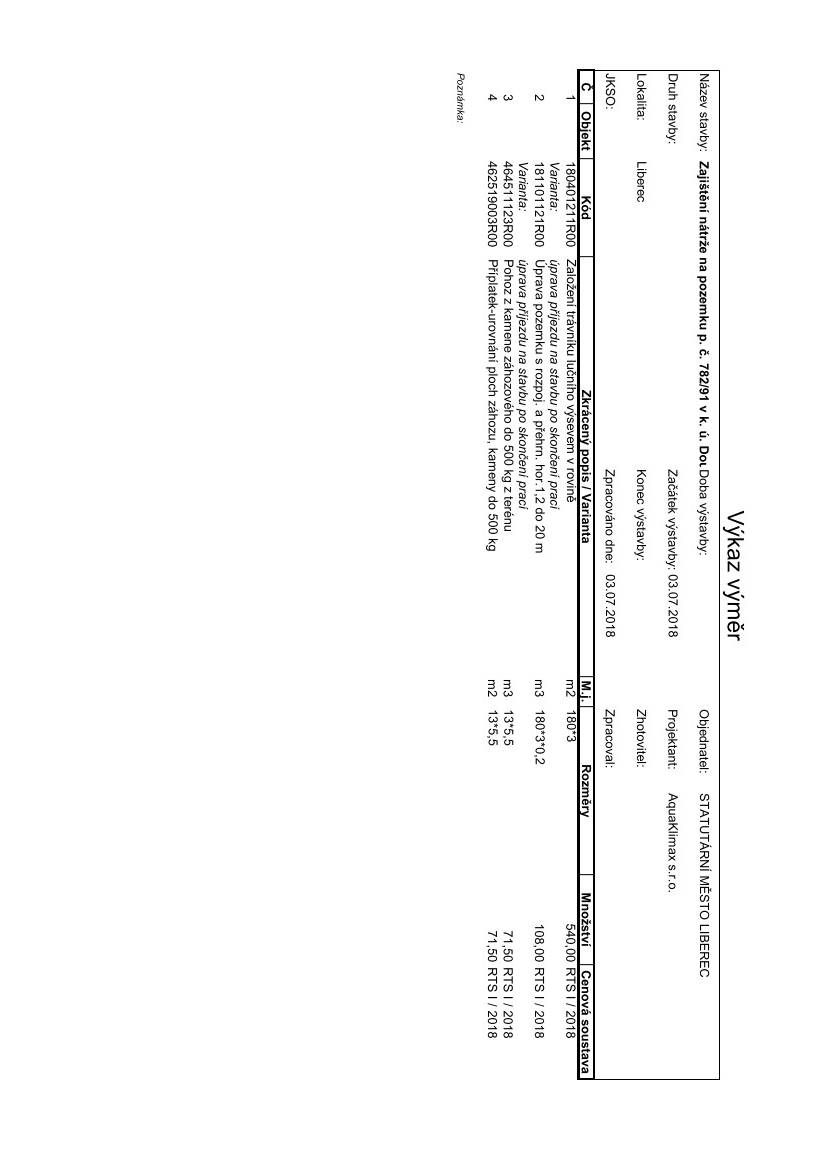 Výkaz výměr
Název stavby: Zajištění nátrže na pozemku p. č. 782/91 v k. ú. Dou Doba výstavby: Objednatel: STATUTÁRNÍ MĚSTO LIBEREC
Druh stavby: Začátek výstavby: 03.07.2018 Projektant: AquaKlimax s.r.o.
Lokalita: Liberec Konec výstavby: Zhotovitel:
JKSO: Zpracováno dne: 03.07.2018 Zpracoval:
Č Objekt Kód Zkrácený popis / Varianta M.j. Rozměry Množství Cenová soustava
1 180401211R00 Založení trávníku lučního výsevem v rovině m2 180*3 540,00 RTS I / 2018
Varianta: úprava příjezdu na stavbu po skončení prací
2 181101121R00 Úprava pozemku s rozpoj. a přehrn. hor.1,2 do 20 m m3 180*3*0,2 108,00 RTS I / 2018
Varianta: úprava příjezdu na stavbu po skončení prací
3 464511123R00 Pohoz z kamene záhozového do 500 kg z terénu m3 13*5,5 71,50 RTS I / 2018
4 462519003R00 Příplatek-urovnání ploch záhozu, kameny do 500 kg m2 13*5,5 71,50 RTS I / 2018
Poznámka: